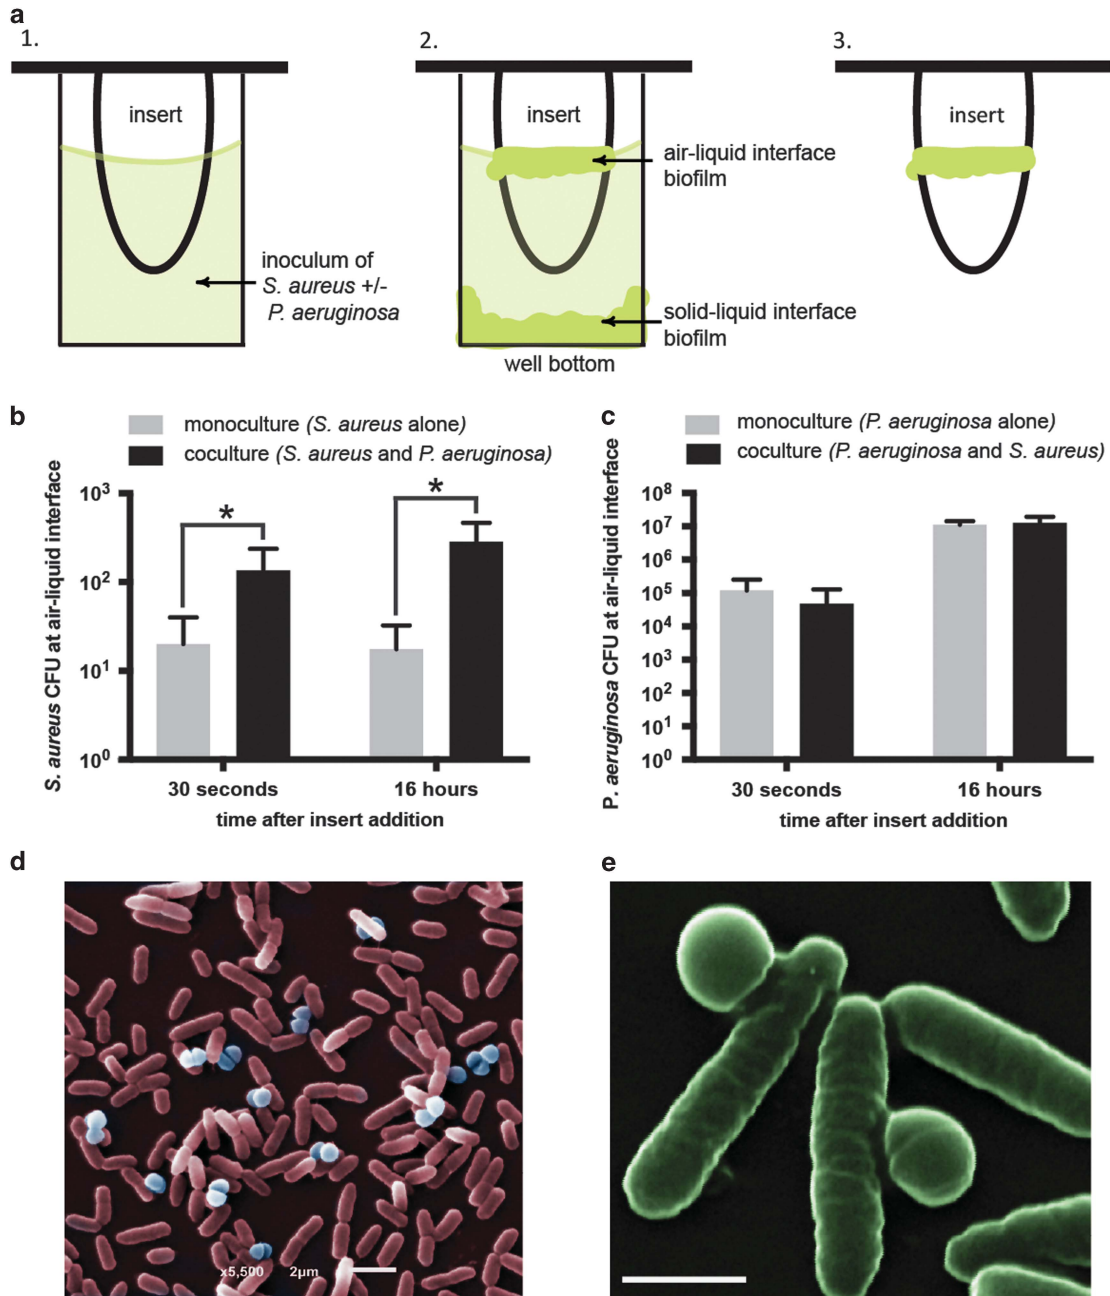 a
1.
2.
3.
insert
insert
insert
air-liquid interface
biofilm
inoculum of
S. aureus +/-
P. aeruginosa
solid-liquid interface
biofilm
well bottom
b
monoculture (S. aureus alone)
coculture (S. aureus and P. aeruginosa)
S. aureus CFU at air-liquid interface
10³
10²
10¹
10⁰
*
*
30 seconds
16 hours
time after insert addition
c
monoculture (P. aeruginosa alone)
coculture (P. aeruginosa and S. aureus)
P. aeruginosa CFU at air-liquid interface
10⁸
10⁷
10⁶
10⁵
10⁴
10³
10²
10¹
10⁰
30 seconds
16 hours
time after insert addition
d
x5,500 2µm
e